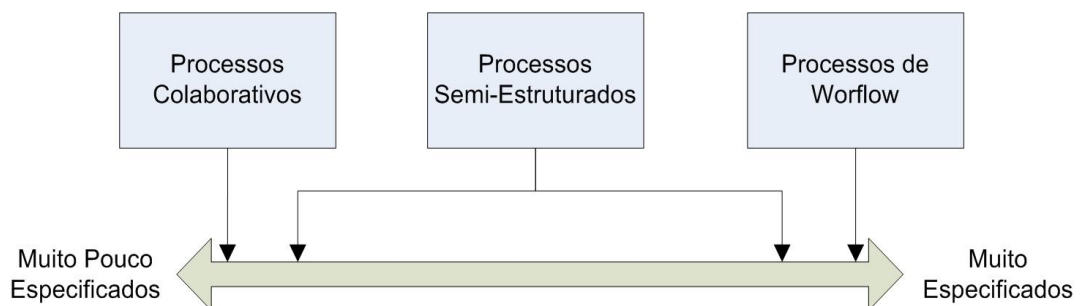 Processos
Colaborativos
Processos
Semi-Estruturados
Processos de
Worflow
Muito Pouco
Especificados
Muito
Especificados